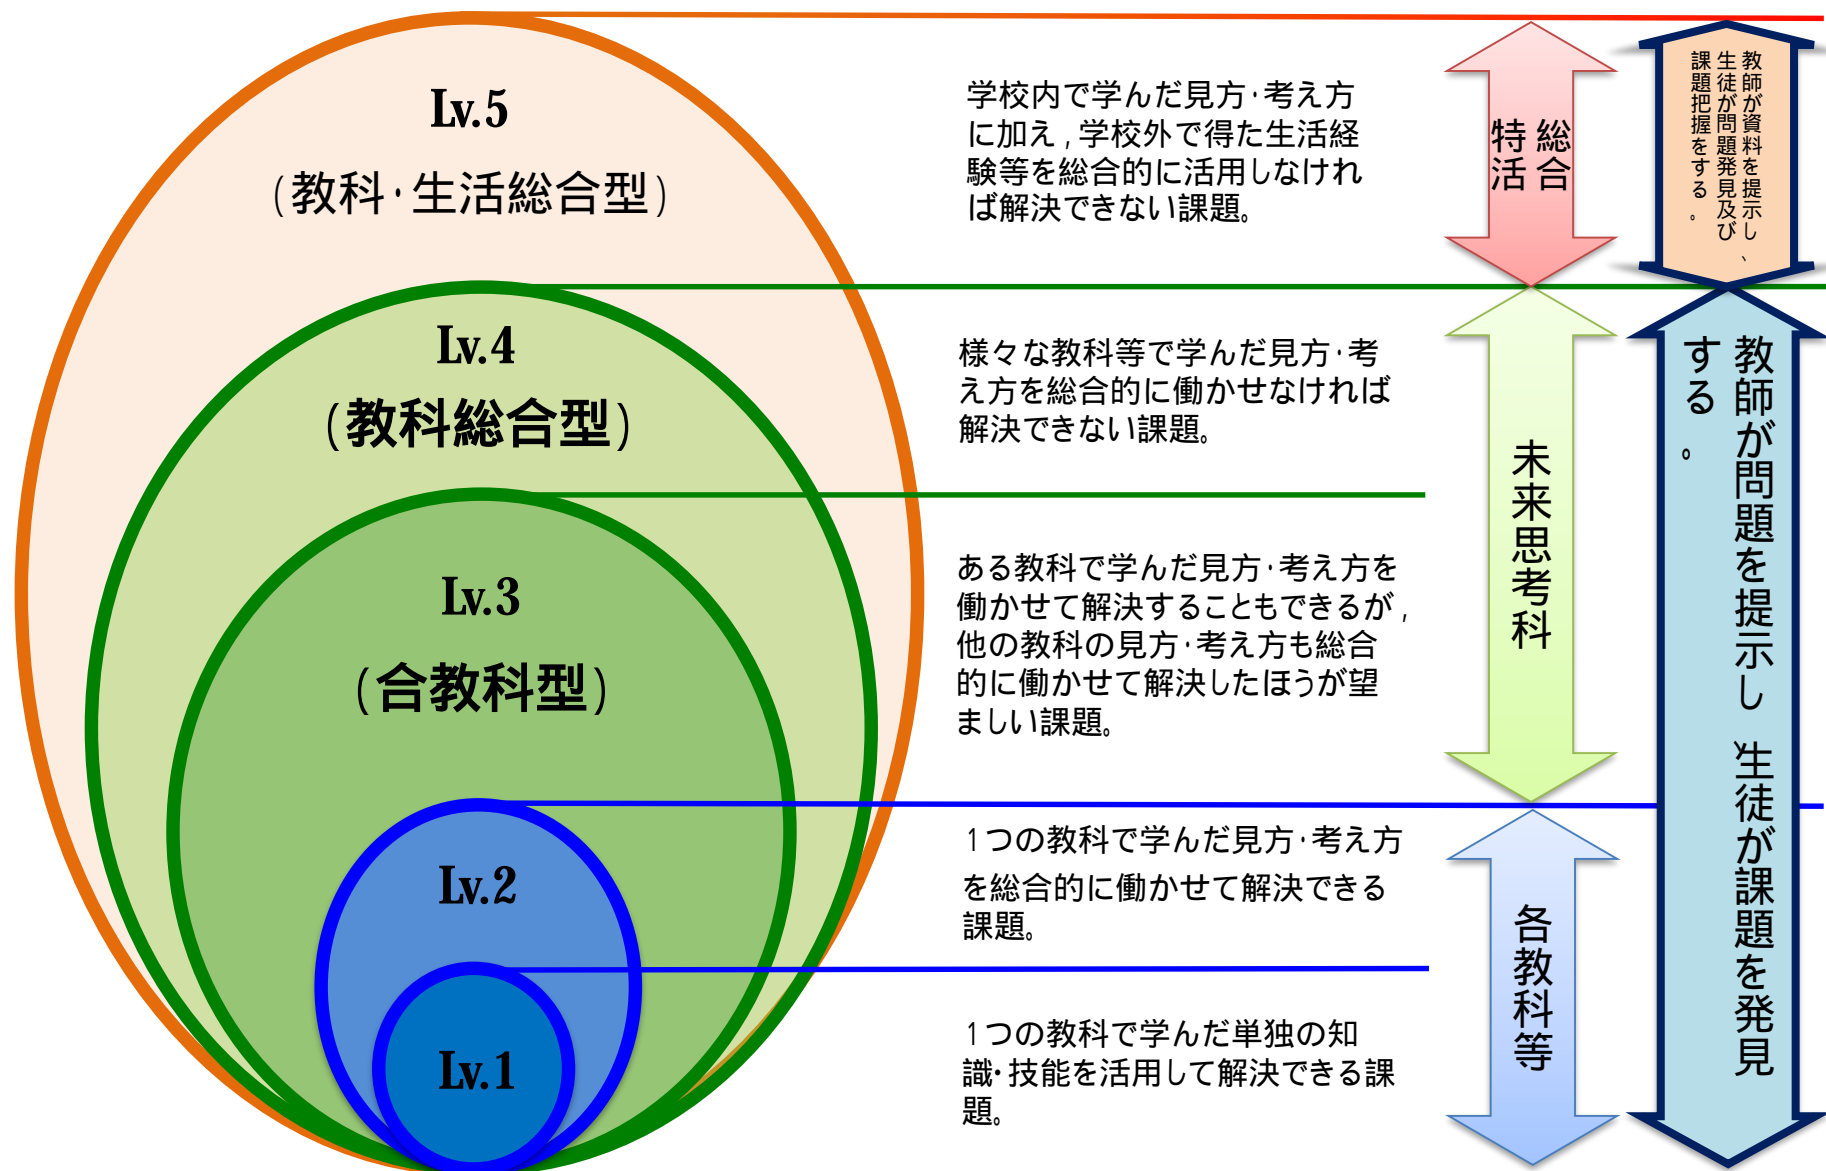 Lv.5
(教科・生活総合型)
学校内で学んだ見方・考え方
に加え,学校外で得た生活経
験等を総合的に活用しなけれ
ば解決できない課題。
総合
特活
教師が資料を提示し、
生徒が問題発見及び
課題把握をする。
Lv.4
(教科総合型)
様々な教科等で学んだ見方・考
え方を総合的に働かせなければ
解決できない課題。
Lv.3
(合教科型)
ある教科で学んだ見方・考え方を
働かせて解決することもできるが,
他の教科の見方・考え方も総合
的に働かせて解決したほうが望
ましい課題。
未来思考科
教師が問題を提示し、生徒が課題を発見
する。
Lv.2
1つの教科で学んだ見方・考え方
を総合的に働かせて解決できる
課題。
Lv.1
1つの教科で学んだ単独の知
識・技能を活用して解決できる課
題。
各教科等